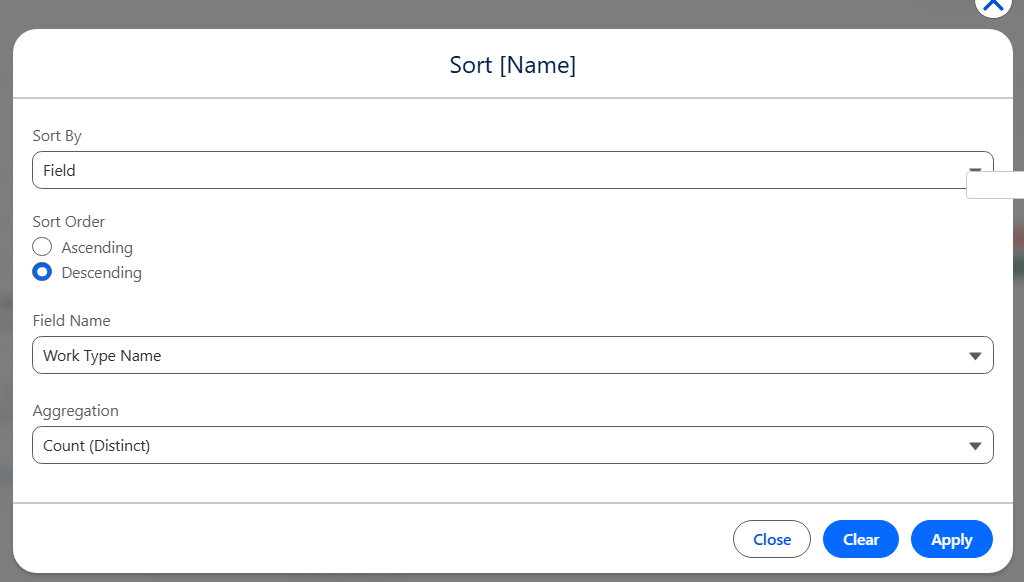 Sort [Name]
Sort By
Field
Sort Order
Ascending
Descending
Field Name
Work Type Name
Aggregation
Count (Distinct)
Close
Clear
Apply